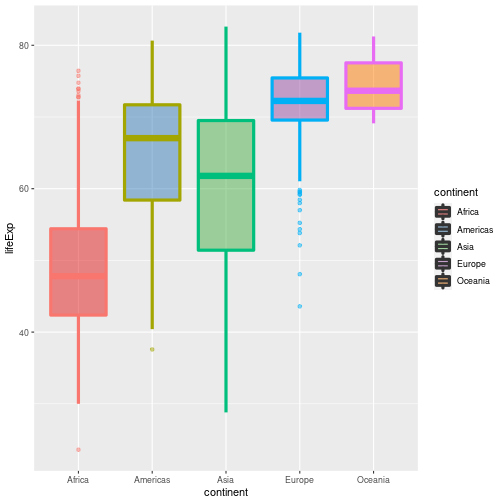 80
60
40
lifeExp
Africa Americas Asia Europe Oceania
continent
continent
Africa
Americas
Asia
Europe
Oceania